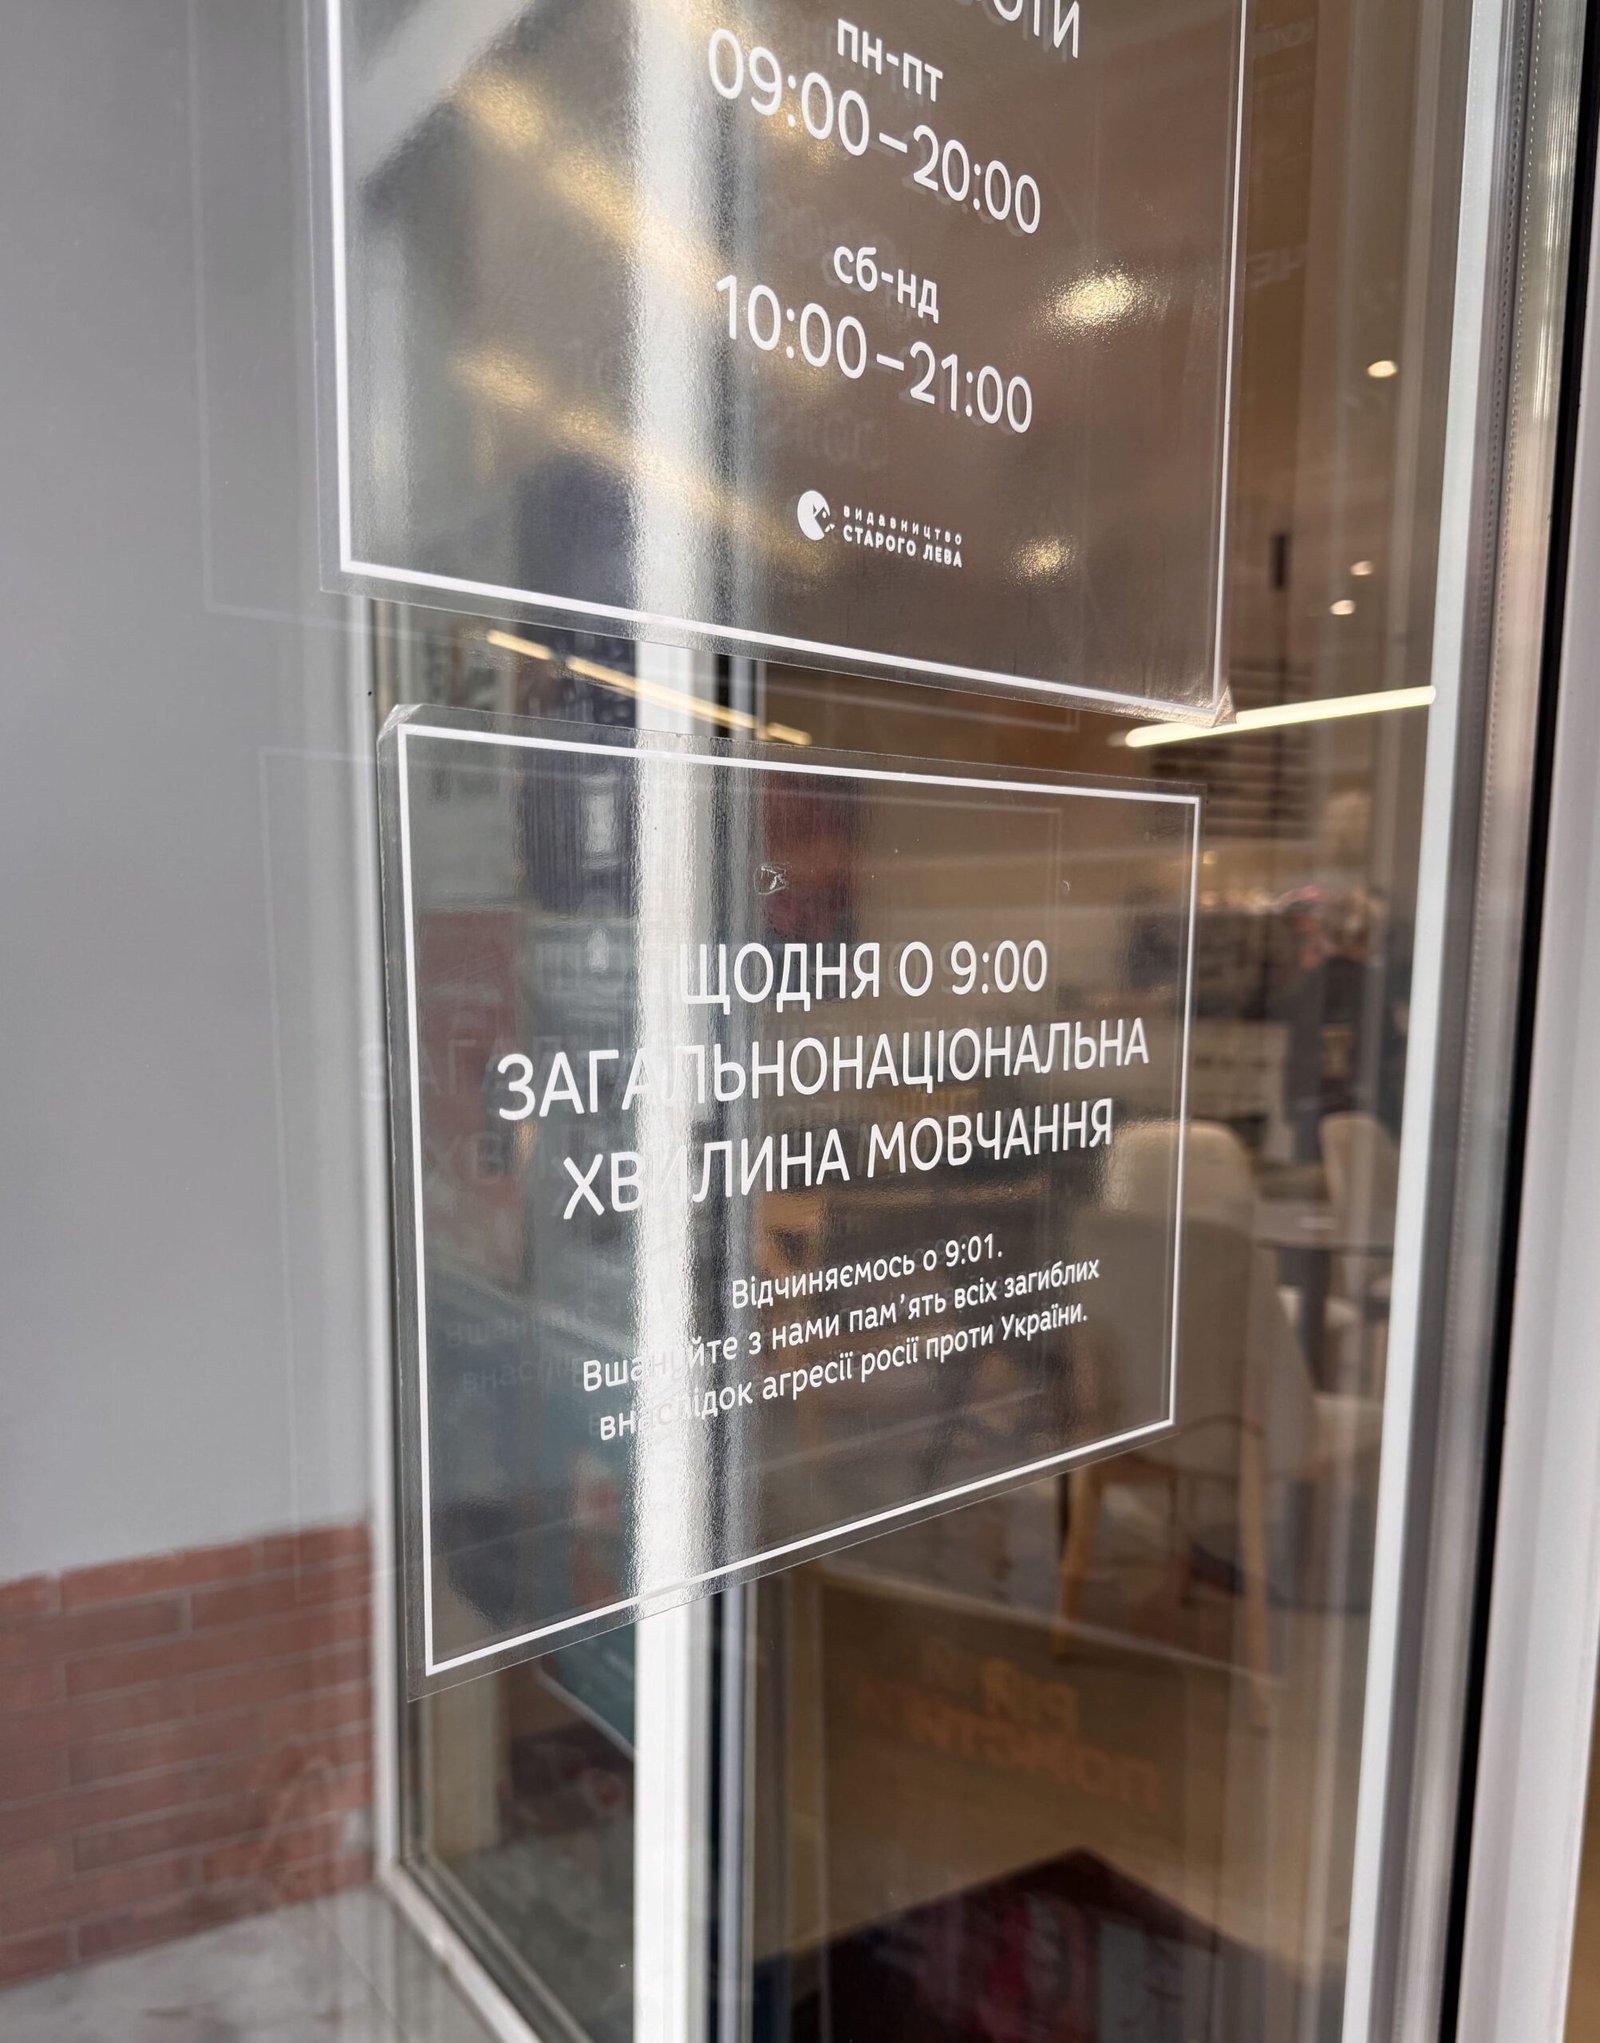 пн-пт
09:00–20:00
сб-нд
10:00–21:00
видавництво
СТАРОГО ЛЕВА
ЩОДНЯ О 9:00
ЗАГАЛЬНОНАЦІОНАЛЬНА
ХВИЛИНА МОВЧАННЯ
Відчиняємось о 9:01.
Вшануйте з нами пам’ять всіх загиблих
внаслідок агресії росії проти України.